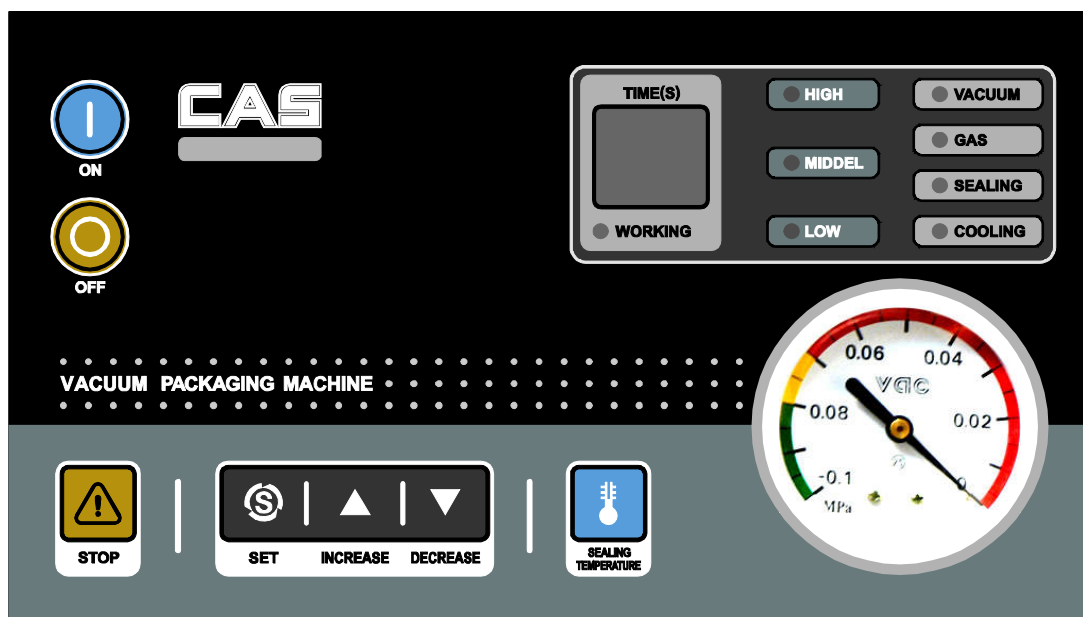 CAS
ON
OFF
TIME(S)
WORKING
HIGH
MIDDEL
LOW
VACUUM
GAS
SEALING
COOLING
VACUUM PACKAGING MACHINE
0.06
0.04
vac
0.08
0.02
-0.1
0
MPa
STOP
S
SET
INCREASE
DECREASE
SEALING
TEMPERATURE